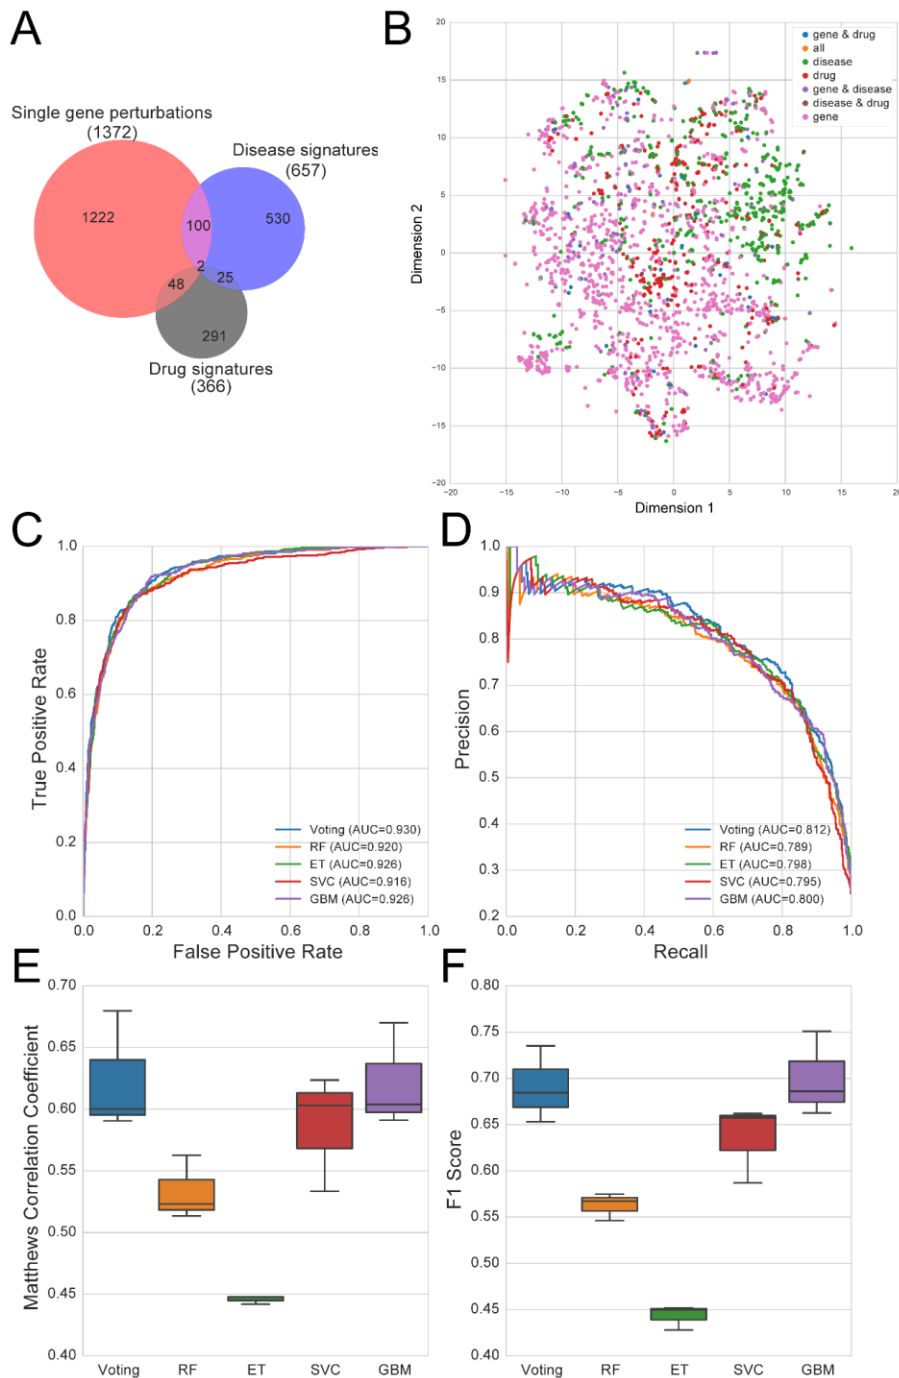 A
Single gene perturbations
(1372)
Disease signatures
(657)
1222
100
530
2
48
25
291
Drug signatures
(366)
B
20
15
10
5
0
−5
−10
−15
−20
Dimension 2
−20 −15 −10 −5 0 5 10 15 20
Dimension 1
gene & drug
all
disease
drug
gene & disease
disease & drug
gene
C
1.0
0.8
0.6
0.4
0.2
0.0
True Positive Rate
Voting (AUC=0.930)
RF (AUC=0.920)
ET (AUC=0.926)
SVC (AUC=0.916)
GBM (AUC=0.926)
0.0 0.2 0.4 0.6 0.8 1.0
False Positive Rate
D
1.0
0.9
0.8
0.7
0.6
0.5
0.4
0.3
0.2
Precision
Voting (AUC=0.812)
RF (AUC=0.789)
ET (AUC=0.798)
SVC (AUC=0.795)
GBM (AUC=0.800)
0.0 0.2 0.4 0.6 0.8 1.0
Recall
E
0.70
0.65
0.60
0.55
0.50
0.45
0.40
Matthews Correlation Coefficient
Voting RF ET SVC GBM
F
0.80
0.75
0.70
0.65
0.60
0.55
0.50
0.45
0.40
F1 Score
Voting RF ET SVC GBM